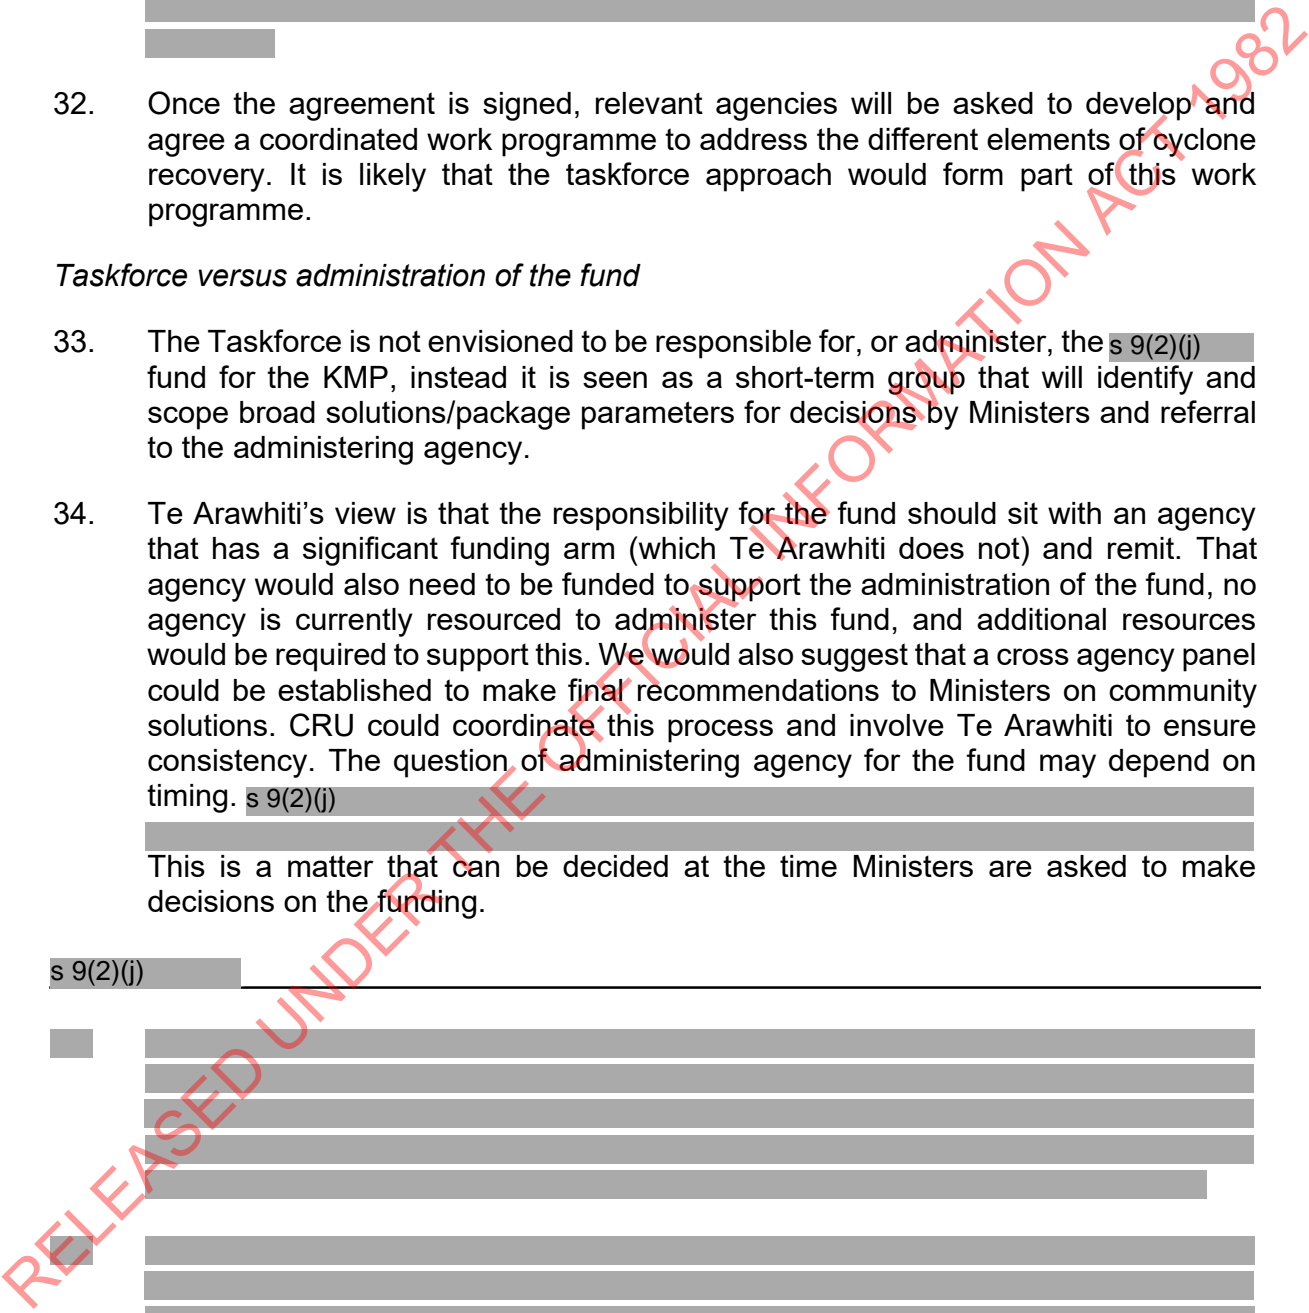 32. Once the agreement is signed, relevant agencies will be asked to develop and
agree a coordinated work programme to address the different elements of cyclone
recovery. It is likely that the taskforce approach would form part of this work
programme.
Taskforce versus administration of the fund
33. The Taskforce is not envisioned to be responsible for, or administer, the s 9(2)(j)
fund for the KMP, instead it is seen as a short-term group that will identify and
scope broad solutions/package parameters for decisions by Ministers and referral
to the administering agency.
34. Te Arawhiti’s view is that the responsibility for the fund should sit with an agency
that has a significant funding arm (which Te Arawhiti does not) and remit. That
agency would also need to be funded to support the administration of the fund, no
agency is currently resourced to administer this fund, and additional resources
would be required to support this. We would also suggest that a cross agency panel
could be established to make final recommendations to Ministers on community
solutions. CRU could coordinate this process and involve Te Arawhiti to ensure
consistency. The question of administering agency for the fund may depend on
timing. s 9(2)(j)
This is a matter that can be decided at the time Ministers are asked to make
decisions on the funding.
s 9(2)(j)
RELEASED UNDER THE OFFICIAL INFORMATION ACT 1982